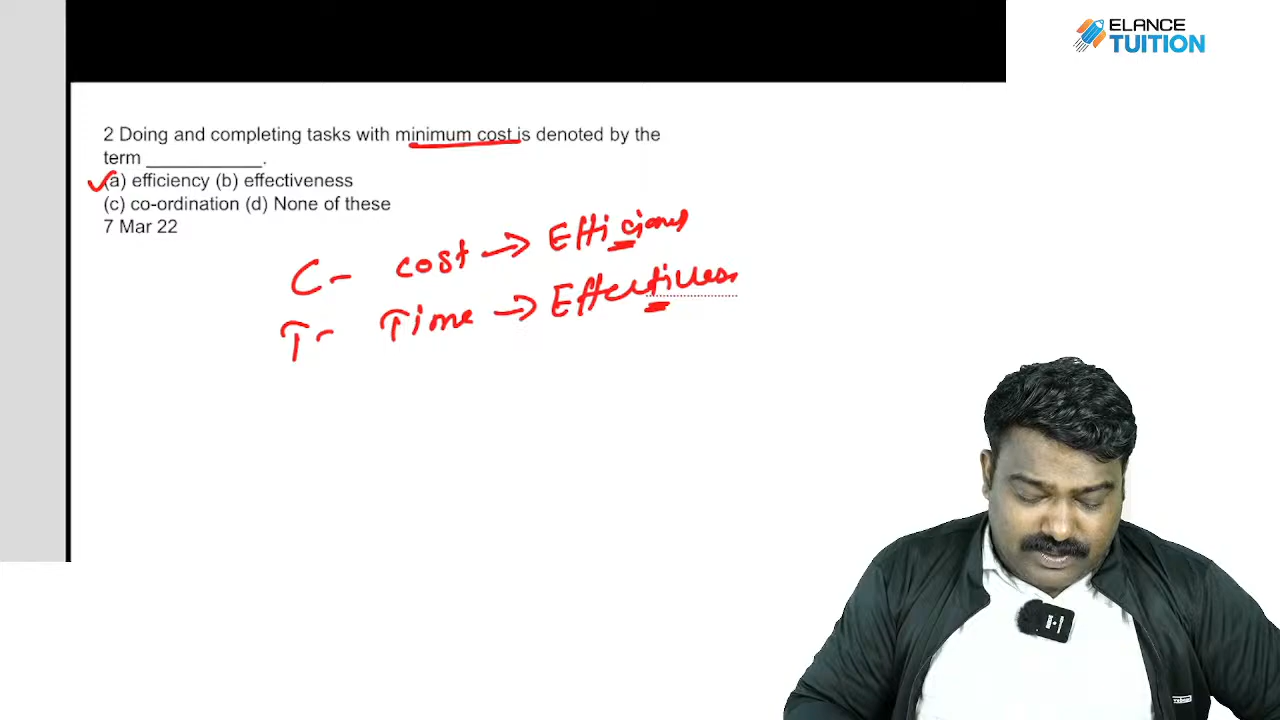 ELANCE
TUITION
2 Doing and completing tasks with minimum cost is denoted by the
term ___________.
(a) efficiency (b) effectiveness
(c) co-ordination (d) None of these
7 Mar 22
C - cost → Efficiency
T - Time → Effectiveness